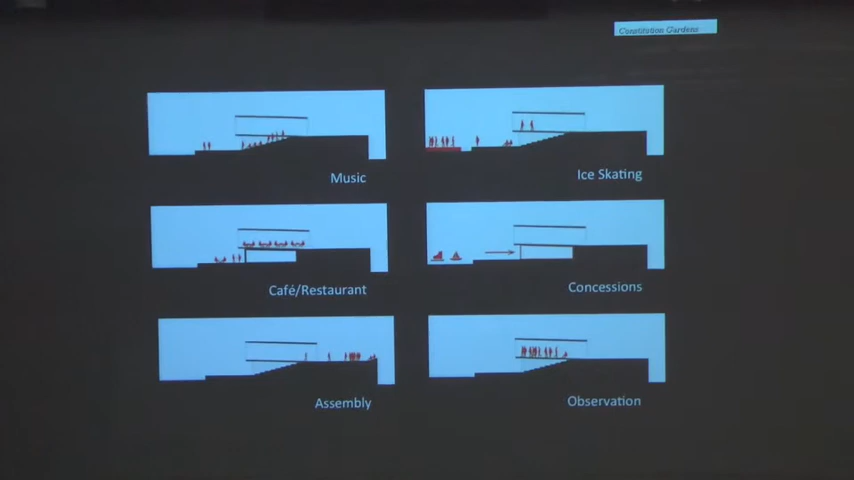 Constitution Gardens
Music
Ice Skating
Café/Restaurant
Concessions
Assembly
Observation